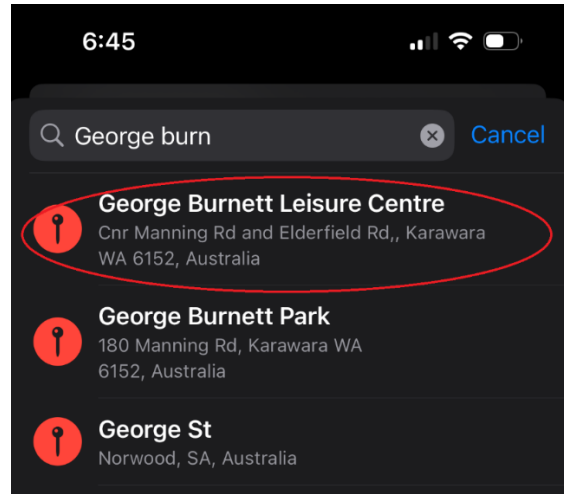 6:45
George burn
Cancel
George Burnett Leisure Centre
Cnr Manning Rd and Elderfield Rd,, Karawara
WA 6152, Australia
George Burnett Park
180 Manning Rd, Karawara WA
6152, Australia
George St
Norwood, SA, Australia